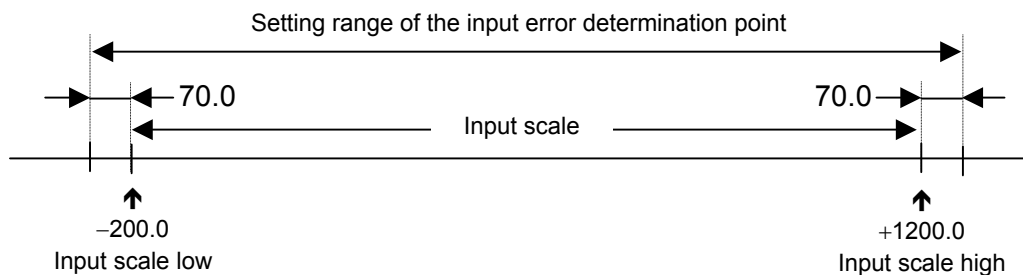 Setting range of the input error determination point
70.0 70.0
Input scale
−200.0 +1200.0
Input scale low Input scale high